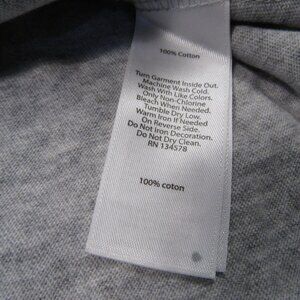 100% Cotton
Turn Garment Inside Out.
Machine Wash Cold.
Wash With Like Colors.
Only Non-Chlorine
Bleach When Needed.
Tumble Dry Low.
Warm Iron If Needed
On Reverse Side.
Do Not Iron Decoration.
Do Not Dry Clean.
RN 134578
100% coton